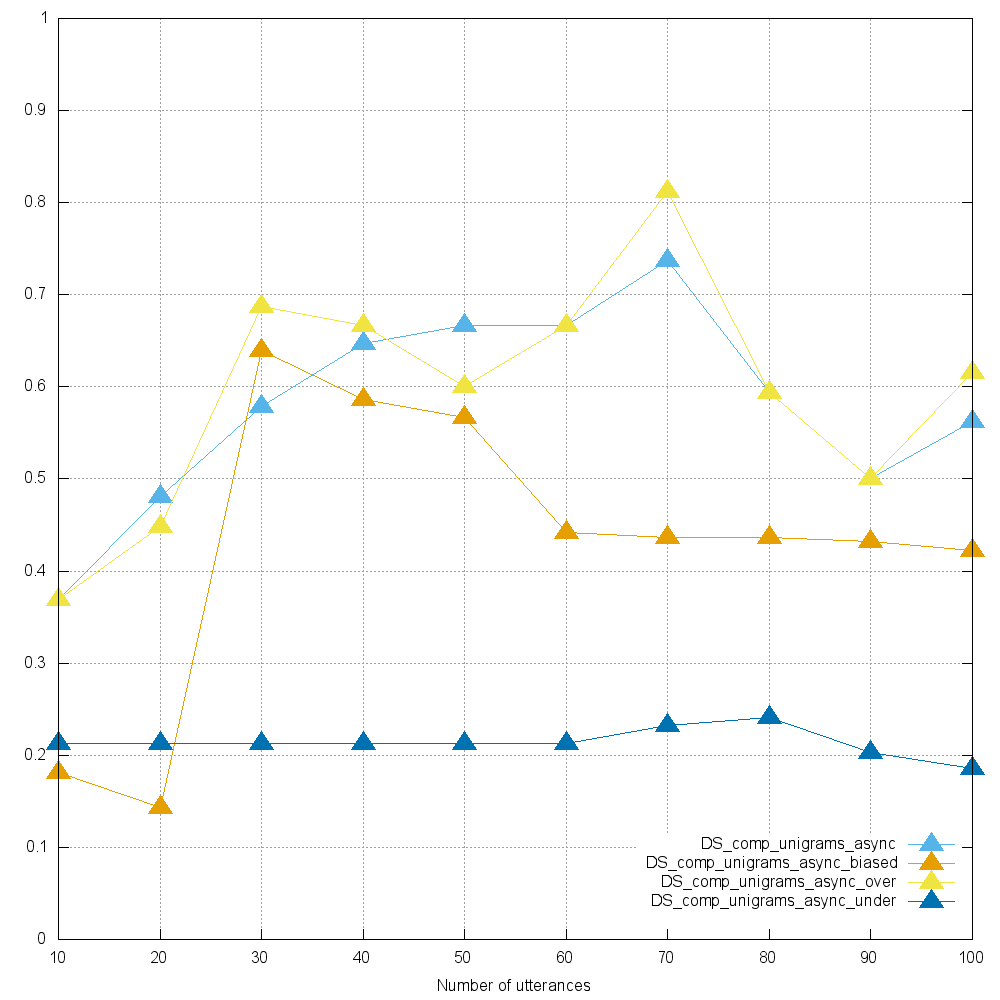 1
0.9
0.8
0.7
0.6
0.5
0.4
0.3
0.2
0.1
0
DS_comp_unigrams_async
DS_comp_unigrams_async_biased
DS_comp_unigrams_async_over
DS_comp_unigrams_async_under
10 20 30 40 50 60 70 80 90 100
Number of utterances